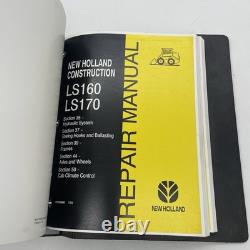 NEW HOLLAND
CONSTRUCTION
LS160
LS170
Section 35 -
Hydraulic System
Section 37 -
Towing Hooks and Ballasting
Section 39 -
Frames
Section 44 -
Axles and Wheels
Section 50 -
Cab Climate Control
REPAIR MANUAL
NEW HOLLAND